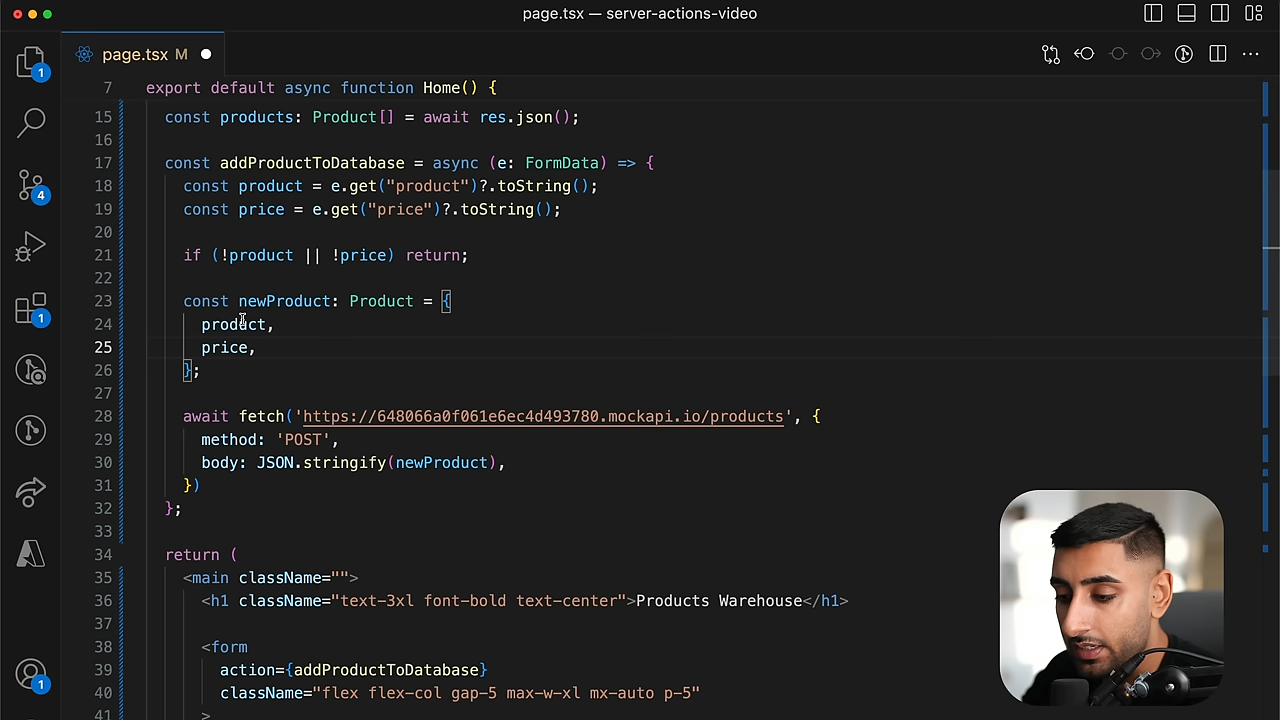 page.tsx — server-actions-video
page.tsx M
7 export default async function Home() {
15 const products: Product[] = await res.json();
16
17 const addProductToDatabase = async (e: FormData) => {
18 const product = e.get("product")?.toString();
19 const price = e.get("price")?.toString();
20
21 if (!product || !price) return;
22
23 const newProduct: Product = {
24 product,
25 price,
26 };
27
28 await fetch('https://648066a0f061e6ec4d493780.mockapi.io/products', {
29 method: 'POST',
30 body: JSON.stringify(newProduct),
31 })
32 };
33
34 return (
35 <main className="">
36 <h1 className="text-3xl font-bold text-center">Products Warehouse</h1>
37
38 <form
39 action={addProductToDatabase}
40 className="flex flex-col gap-5 max-w-xl mx-auto p-5"
41 >
1
4
1
1